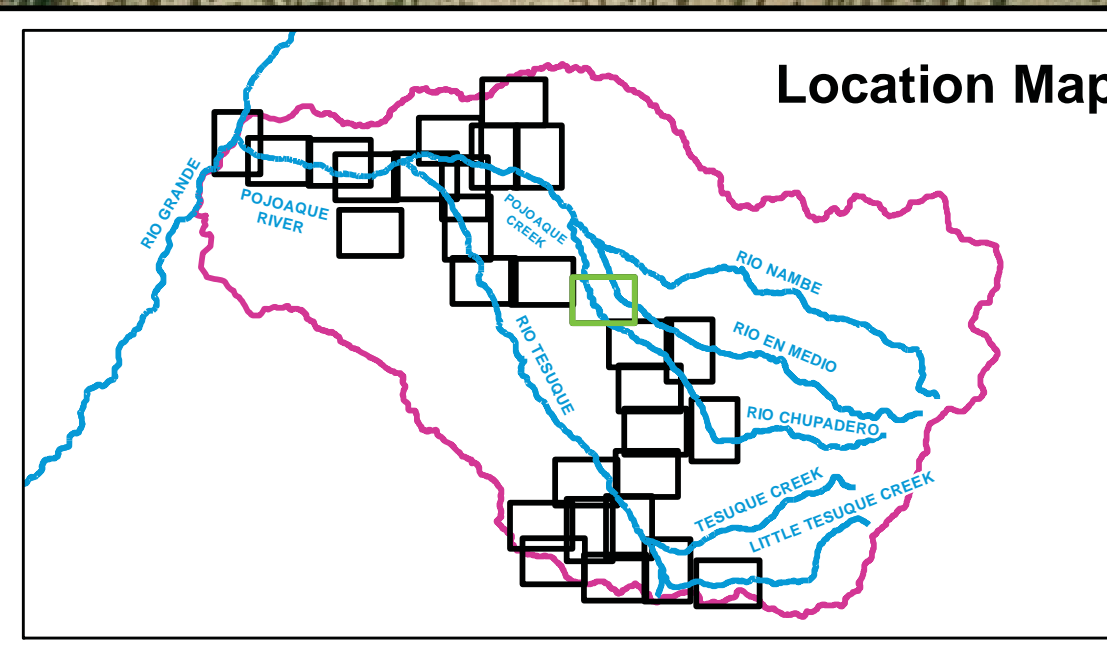 Location Map
RIO GRANDE
POJOAQUE
RIVER
POJOAQUE
CREEK
RIO NAMBE
RIO EN MEDIO
RIO TESUQUE
RIO CHUPADERO
TESUQUE CREEK
LITTLE TESUQUE CREEK